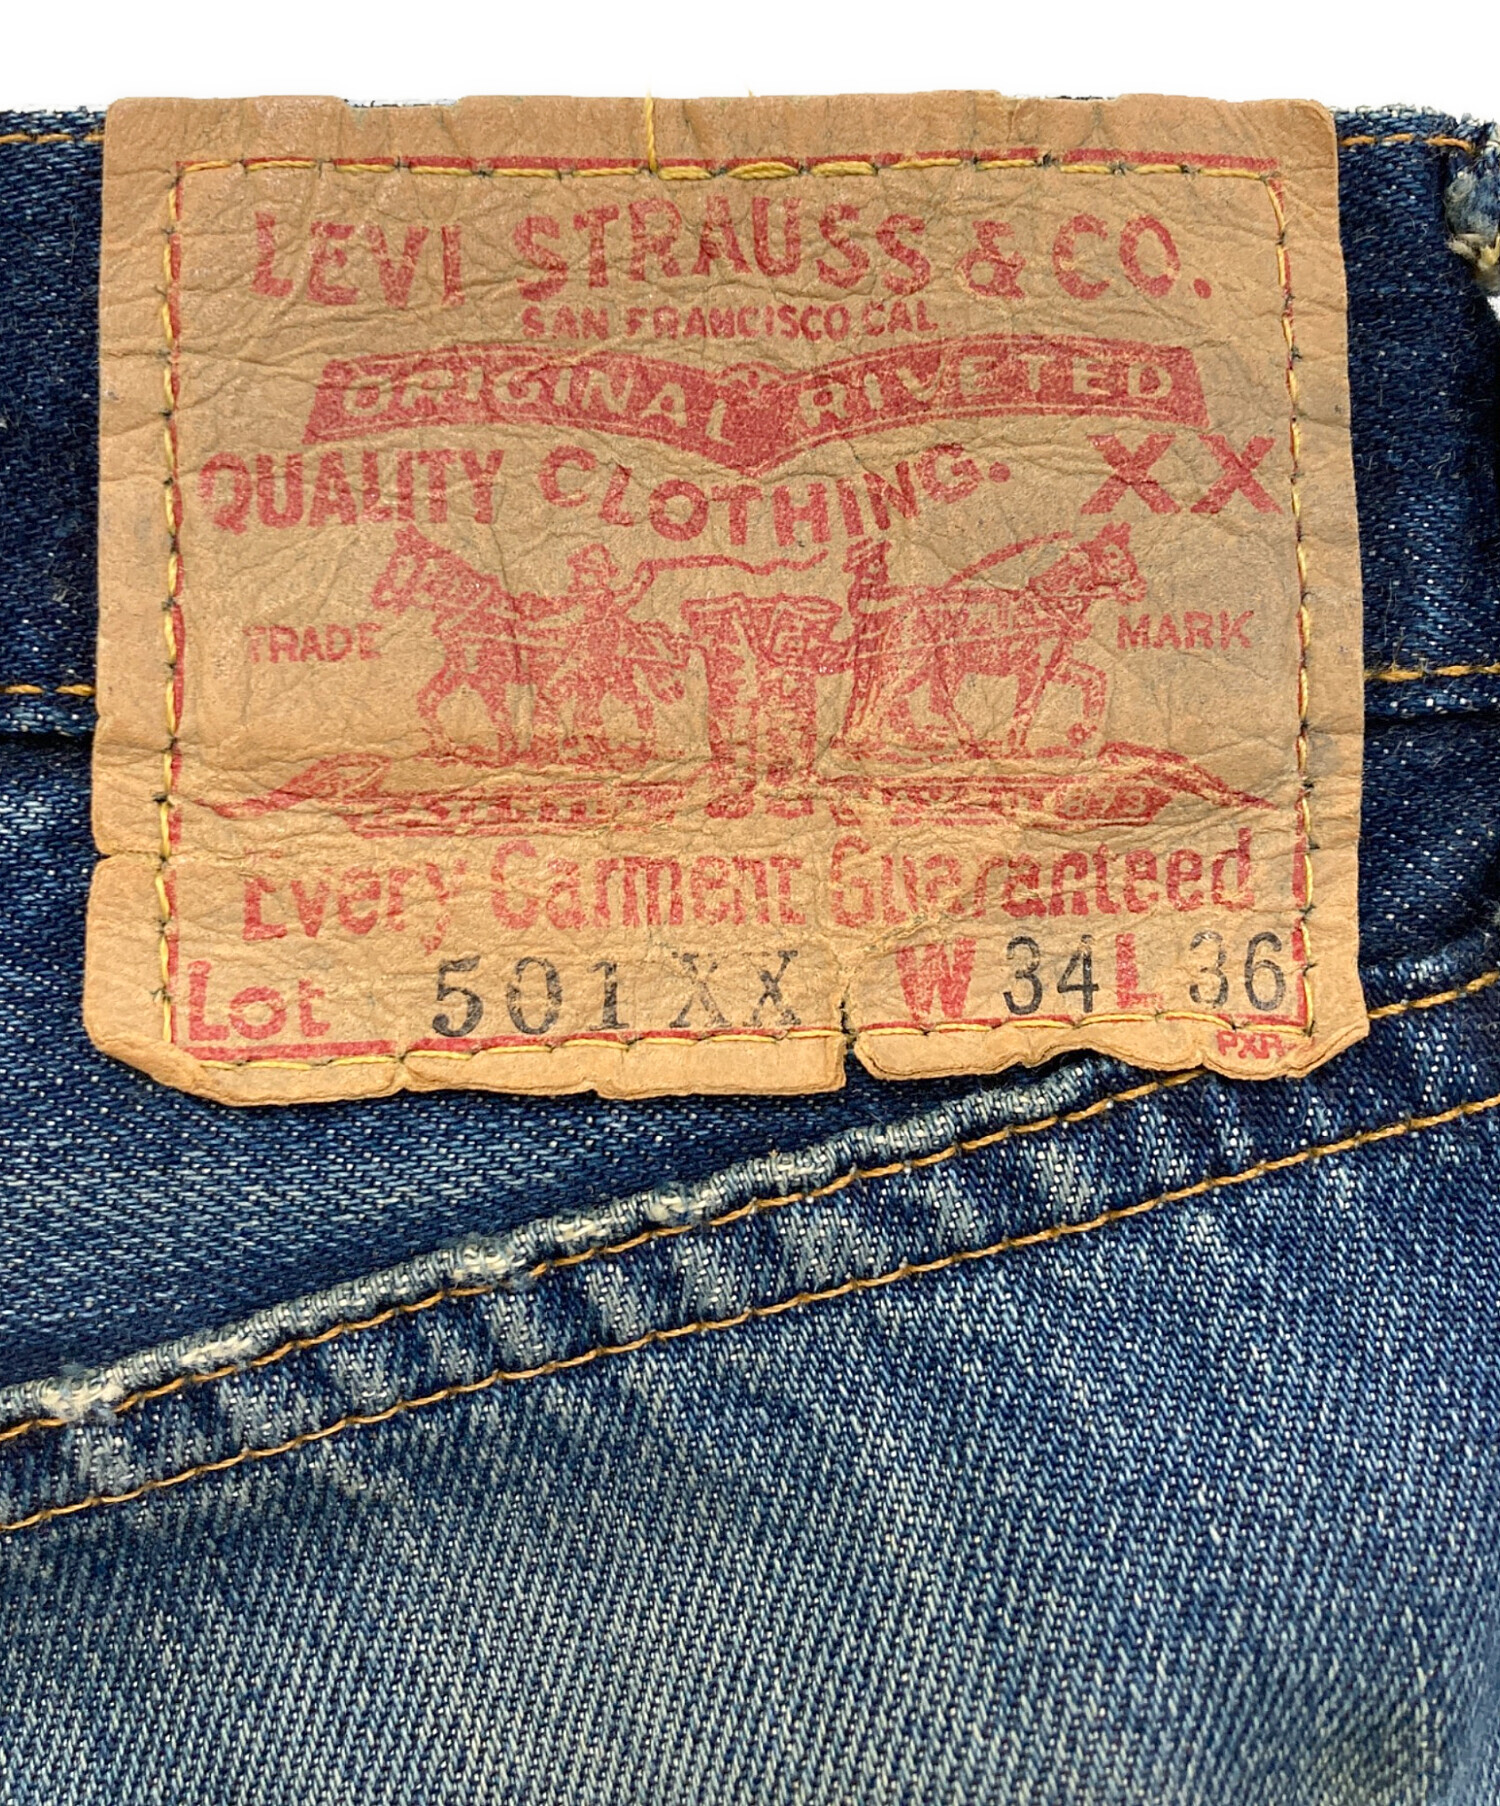 LEVI STRAUSS & CO.
SAN FRANCISCO CAL
ORIGINAL RIVETED
QUALITY CLOTHING. XX
TRADE MARK
Every Garment Guaranteed
Lot 501XX W 34 L 36